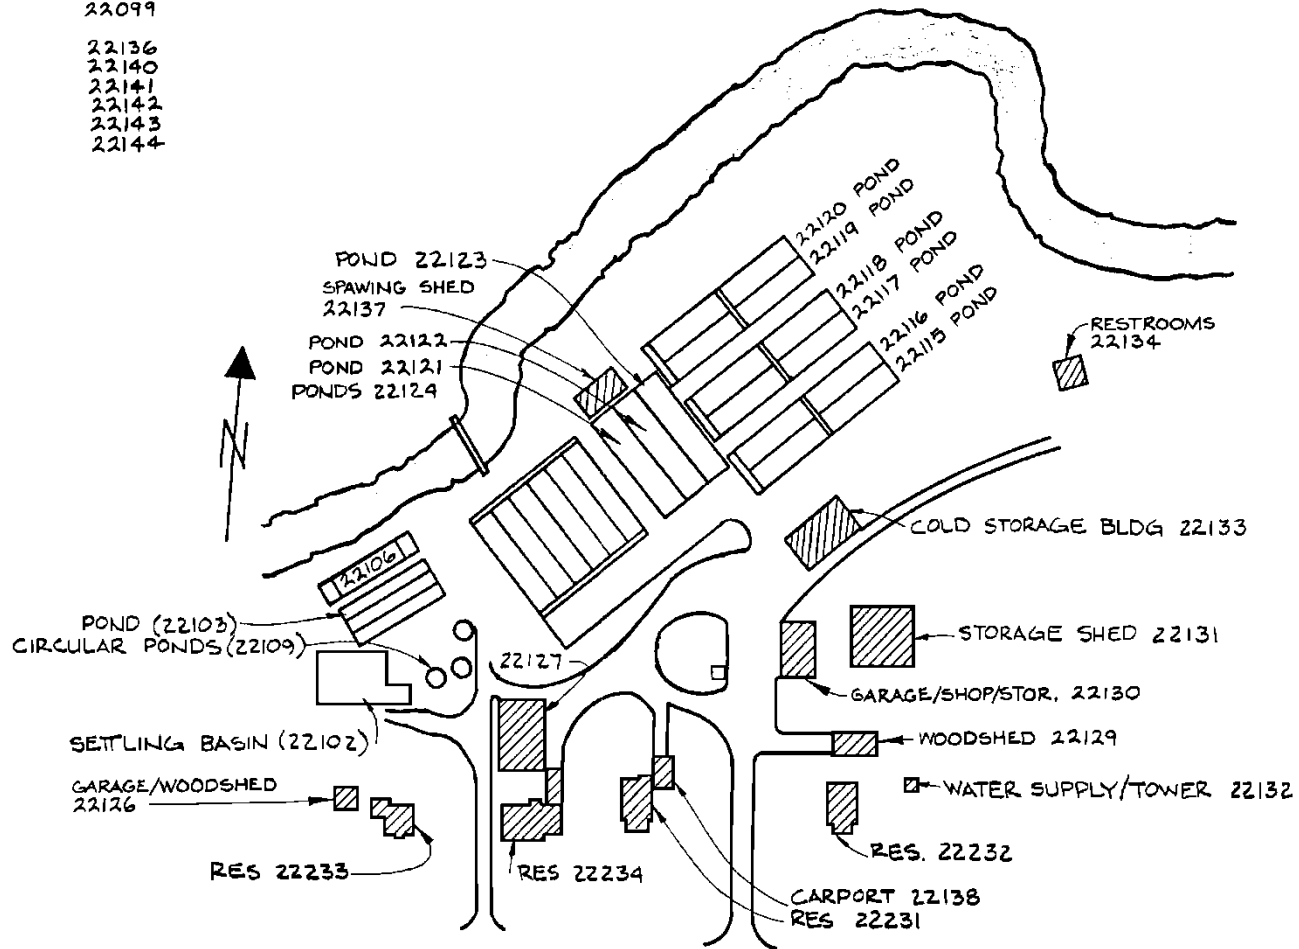 22099
22136
22140
22141
22142
22143
22144
22120 POND
22119 POND
22118 POND
22117 POND
22116 POND
22115 POND
POND 22123
SPAWING SHED
22137
POND 22122
POND 22121
PONDS 22124
RESTROOMS
22134
N
COLD STORAGE BLDG 22133
22106
POND (22103)
CIRCULAR PONDS (22109)
22127
STORAGE SHED 22131
GARAGE/SHOP/STOR. 22130
SETTLING BASIN (22102)
WOODSHED 22129
GARAGE/WOODSHED
22126
WATER SUPPLY/TOWER 22132
RES 22233
RES 22234
RES. 22232
CARPORT 22138
RES 22231